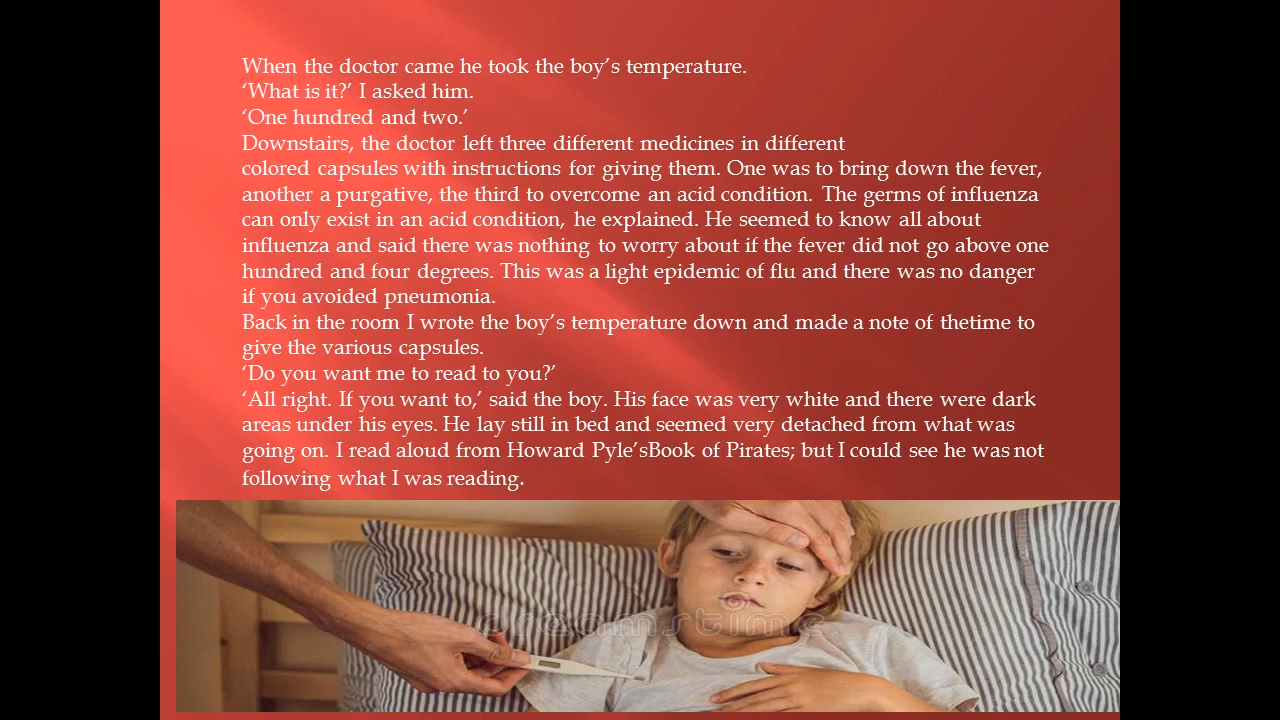 When the doctor came he took the boy’s temperature.
‘What is it?’ I asked him.
‘One hundred and two.’
Downstairs, the doctor left three different medicines in different
colored capsules with instructions for giving them. One was to bring down the fever,
another a purgative, the third to overcome an acid condition. The germs of influenza
can only exist in an acid condition, he explained. He seemed to know all about
influenza and said there was nothing to worry about if the fever did not go above one
hundred and four degrees. This was a light epidemic of flu and there was no danger
if you avoided pneumonia.
Back in the room I wrote the boy’s temperature down and made a note of thetime to
give the various capsules.
‘Do you want me to read to you?’
‘All right. If you want to,’ said the boy. His face was very white and there were dark
areas under his eyes. He lay still in bed and seemed very detached from what was
going on. I read aloud from Howard Pyle’sBook of Pirates; but I could see he was not
following what I was reading.
dreamstime